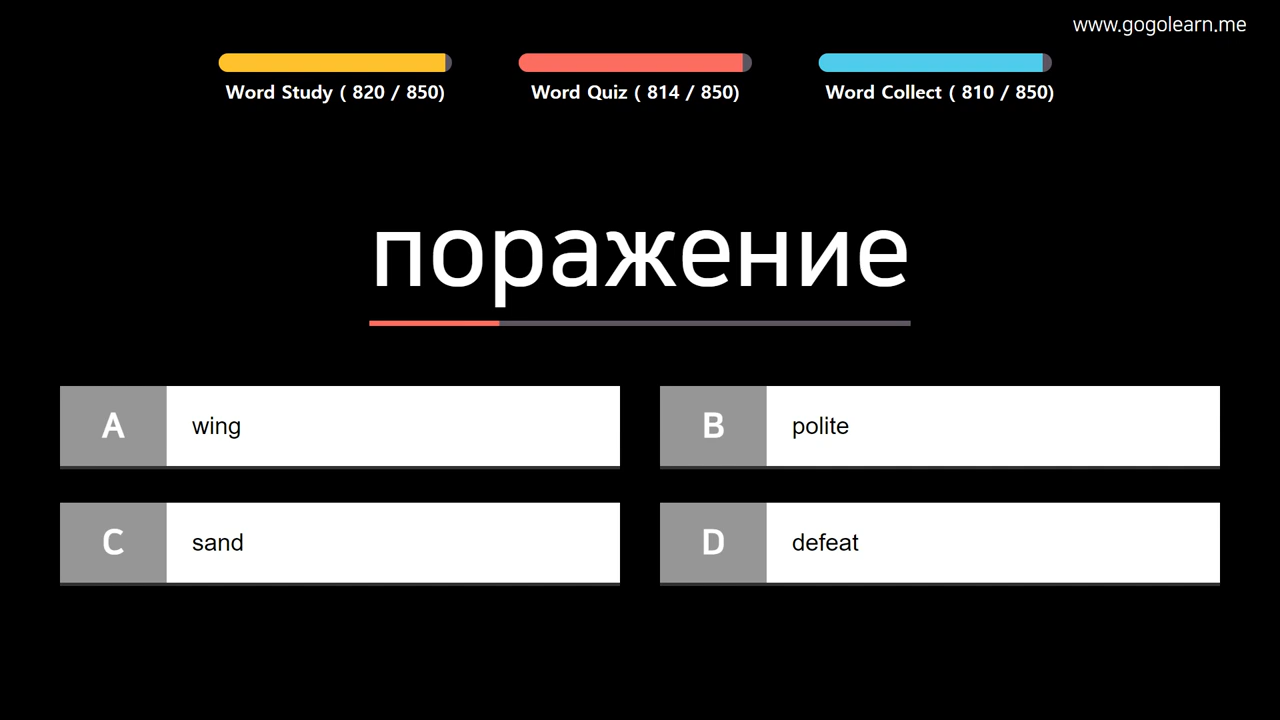 www.gogolearn.me
Word Study ( 820 / 850)
Word Quiz ( 814 / 850)
Word Collect ( 810 / 850)
поражение
A wing
B polite
C sand
D defeat